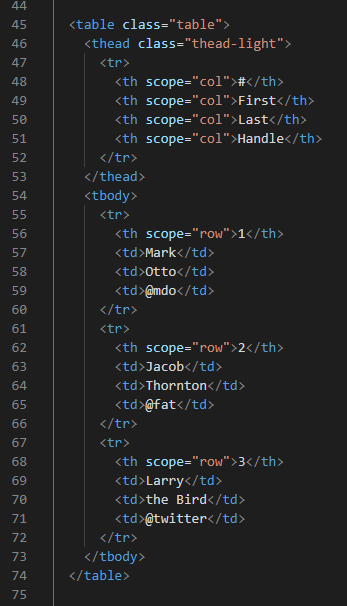 44
45 <table class="table">
46 <thead class="thead-light">
47 <tr>
48 <th scope="col">#</th>
49 <th scope="col">First</th>
50 <th scope="col">Last</th>
51 <th scope="col">Handle</th>
52 </tr>
53 </thead>
54 <tbody>
55 <tr>
56 <th scope="row">1</th>
57 <td>Mark</td>
58 <td>Otto</td>
59 <td>@mdo</td>
60 </tr>
61 <tr>
62 <th scope="row">2</th>
63 <td>Jacob</td>
64 <td>Thornton</td>
65 <td>@fat</td>
66 </tr>
67 <tr>
68 <th scope="row">3</th>
69 <td>Larry</td>
70 <td>the Bird</td>
71 <td>@twitter</td>
72 </tr>
73 </tbody>
74 </table>
75